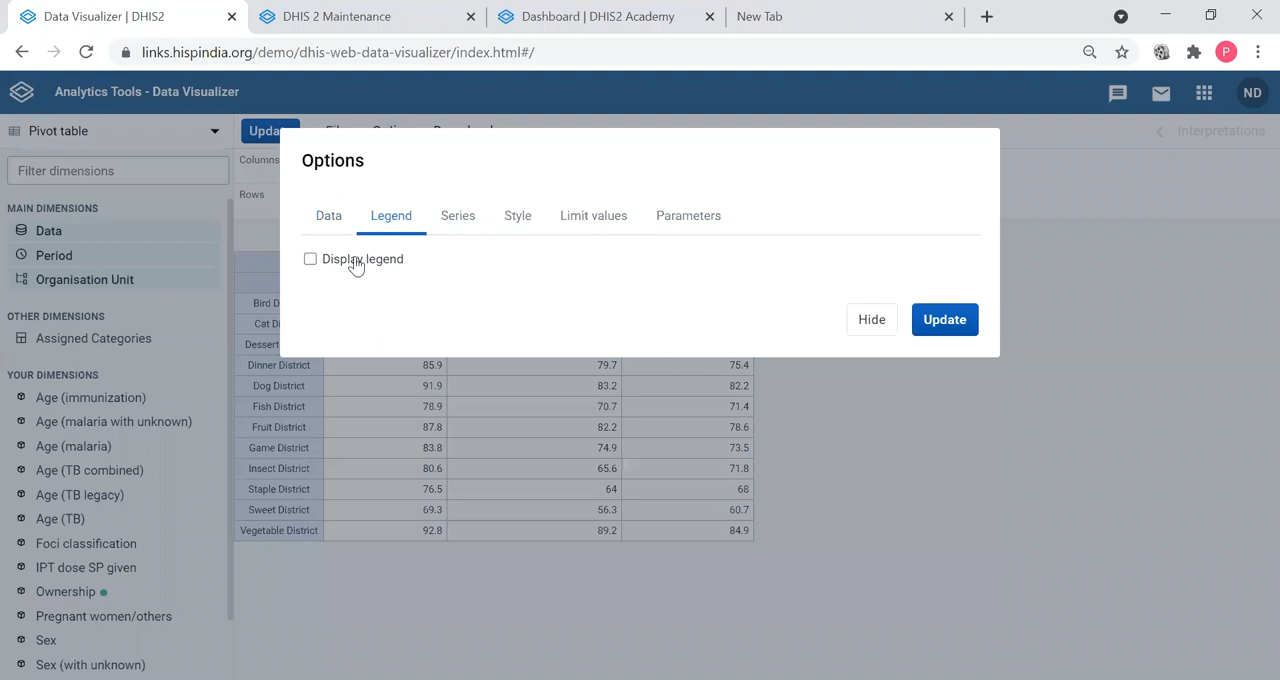 Data Visualizer | DHIS2
DHIS 2 Maintenance
Dashboard | DHIS2 Academy
New Tab
links.hispindia.org/demo/dhis-web-data-visualizer/index.html#/
P
Analytics Tools - Data Visualizer
ND
Pivot table
Interpretations
Filter dimensions
Columns
Rows
MAIN DIMENSIONS
Data
Period
Organisation Unit
OTHER DIMENSIONS
Assigned Categories
YOUR DIMENSIONS
Age (immunization)
Age (malaria with unknown)
Age (malaria)
Age (TB combined)
Age (TB legacy)
Age (TB)
Foci classification
IPT dose SP given
Ownership
Pregnant women/others
Sex
Sex (with unknown)
Options
Data Legend Series Style Limit values Parameters
Display legend
Hide Update
Bird
Cat
Dessert
Dinner District 85.9 79.7 75.4
Dog District 91.9 83.2 82.2
Fish District 78.9 70.7 71.4
Fruit District 87.8 82.2 78.6
Game District 83.8 74.9 73.5
Insect District 80.6 65.6 71.8
Staple District 76.5 64 68
Sweet District 69.3 56.3 60.7
Vegetable District 92.8 89.2 84.9